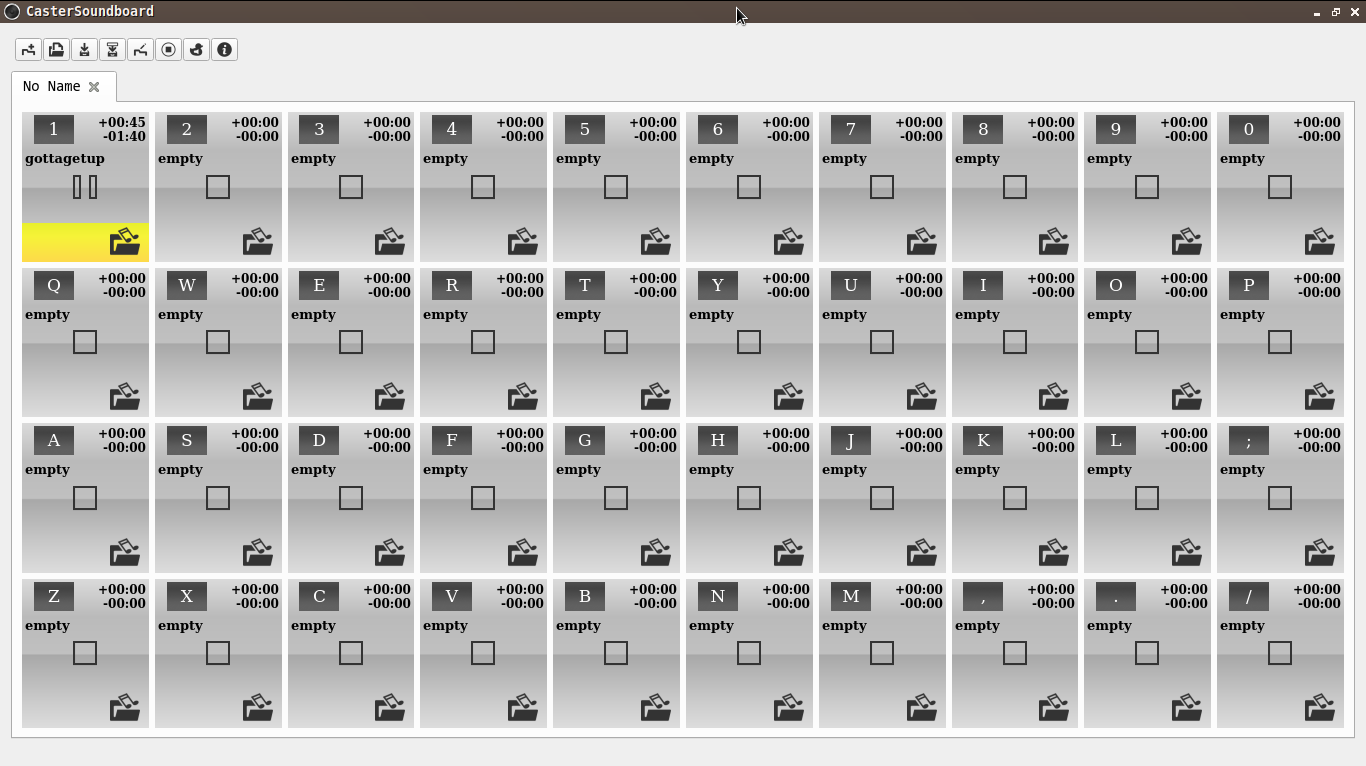 CasterSoundboard
No Name
1 +00:45 2 +00:00 3 +00:00 4 +00:00 5 +00:00 6 +00:00 7 +00:00 8 +00:00 9 +00:00 0 +00:00
-01:40 -00:00 -00:00 -00:00 -00:00 -00:00 -00:00 -00:00 -00:00 -00:00
gottagetup empty empty empty empty empty empty empty empty empty
Q +00:00 W +00:00 E +00:00 R +00:00 T +00:00 Y +00:00 U +00:00 I +00:00 O +00:00 P +00:00
-00:00 -00:00 -00:00 -00:00 -00:00 -00:00 -00:00 -00:00 -00:00 -00:00
empty empty empty empty empty empty empty empty empty empty
A +00:00 S +00:00 D +00:00 F +00:00 G +00:00 H +00:00 J +00:00 K +00:00 L +00:00 ; +00:00
-00:00 -00:00 -00:00 -00:00 -00:00 -00:00 -00:00 -00:00 -00:00 -00:00
empty empty empty empty empty empty empty empty empty empty
Z +00:00 X +00:00 C +00:00 V +00:00 B +00:00 N +00:00 M +00:00 , +00:00 . +00:00 / +00:00
-00:00 -00:00 -00:00 -00:00 -00:00 -00:00 -00:00 -00:00 -00:00 -00:00
empty empty empty empty empty empty empty empty empty empty